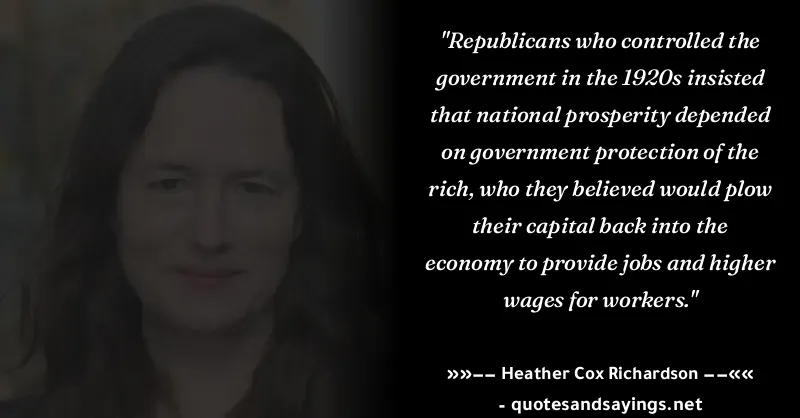 "Republicans who controlled the
government in the 1920s insisted
that national prosperity depended
on government protection of the
rich, who they believed would plow
their capital back into the
economy to provide jobs and higher
wages for workers."
»»–– Heather Cox Richardson ––««
- quotesandsayings.net